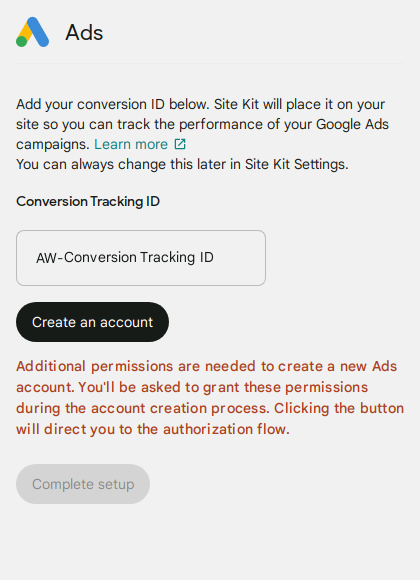 Ads
Add your conversion ID below. Site Kit will place it on your
site so you can track the performance of your Google Ads
campaigns. Learn more
You can always change this later in Site Kit Settings.
Conversion Tracking ID
AW-Conversion Tracking ID
Create an account
Additional permissions are needed to create a new Ads
account. You'll be asked to grant these permissions
during the account creation process. Clicking the button
will direct you to the authorization flow.
Complete setup